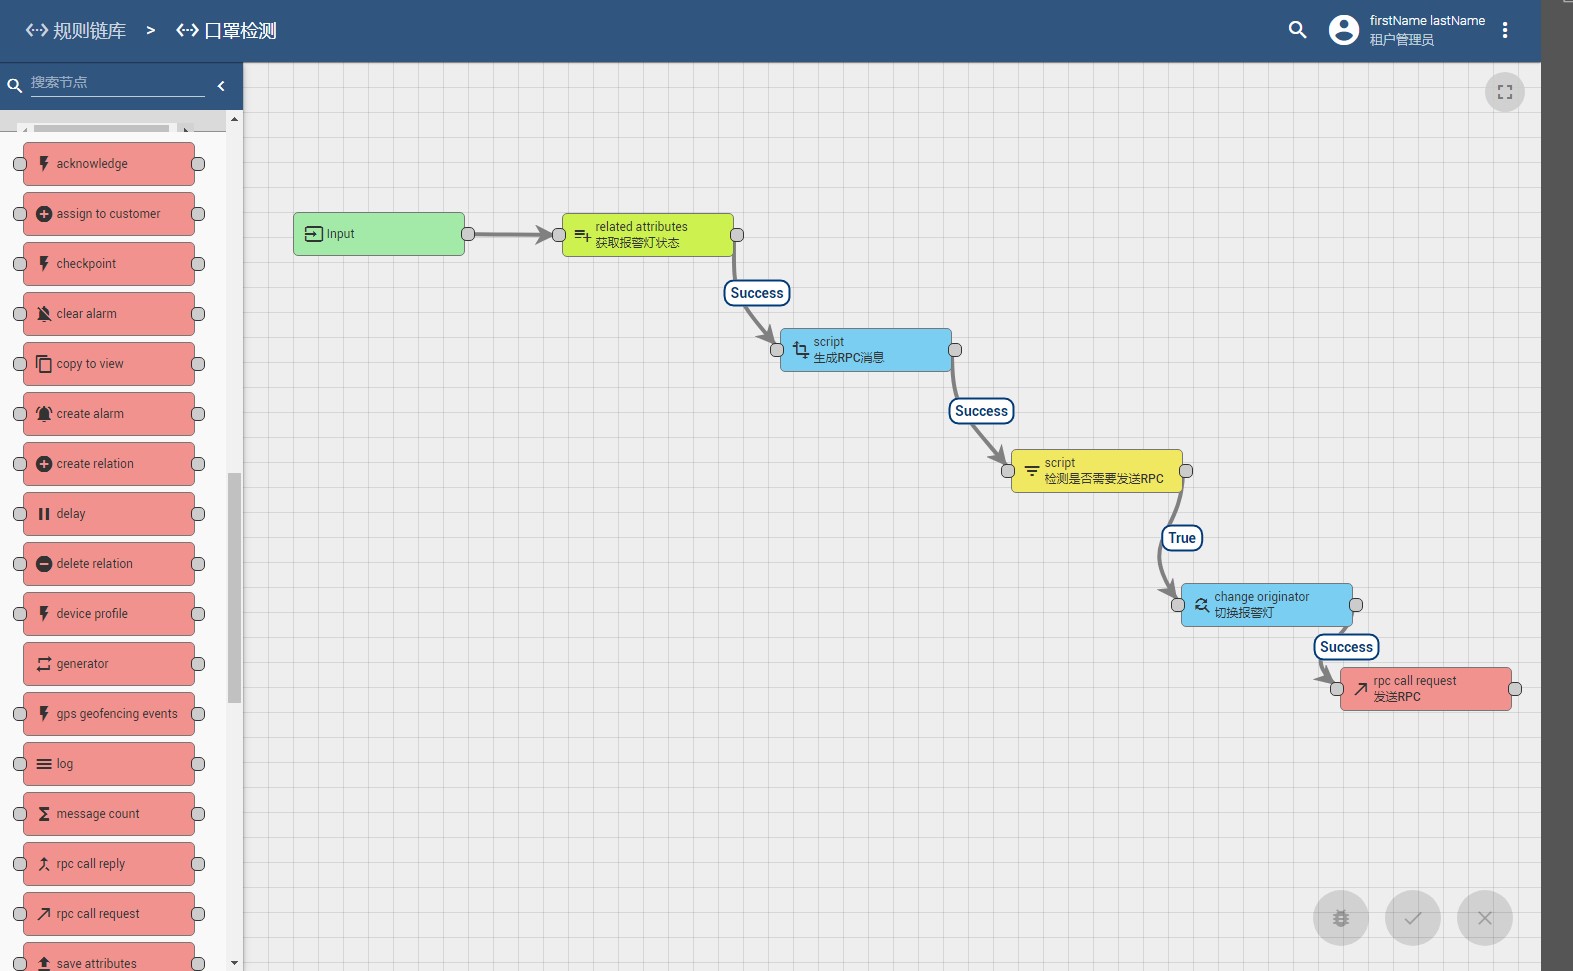 规则链库 > 口罩检测
firstName lastName
租户管理员
搜索节点
acknowledge
assign to customer
checkpoint
clear alarm
copy to view
create alarm
create relation
delay
delete relation
device profile
generator
gps geofencing events
log
message count
rpc call reply
rpc call request
save attributes
Input
related attributes
获取报警灯状态
Success
script
生成RPC消息
Success
script
检测是否需要发送RPC
True
change originator
切换报警灯
Success
rpc call request
发送RPC